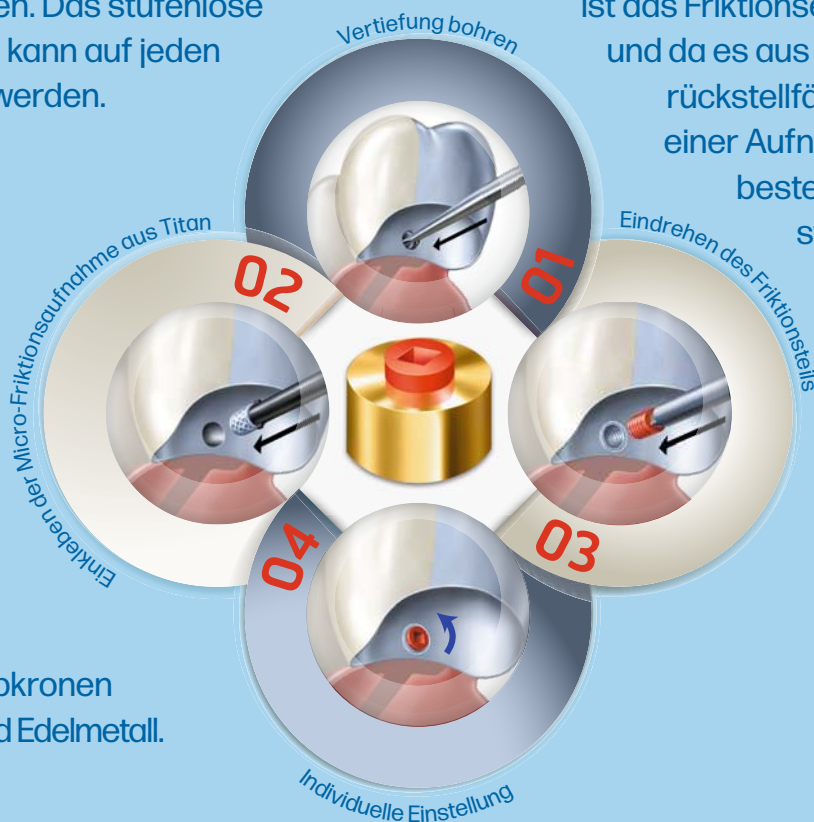 en. Das stufenlose
kann auf jeden
werden.
ist das Friktionse
und da es aus
rückstellfä
einer Aufn
beste
s
Vertiefung bohren
01
Einkleben der Micro-Friktionsaufnahme aus Titan
02
Eindrehen des Friktionsteils
03
Individuelle Einstellung
04
kronen
d Edelmetall.